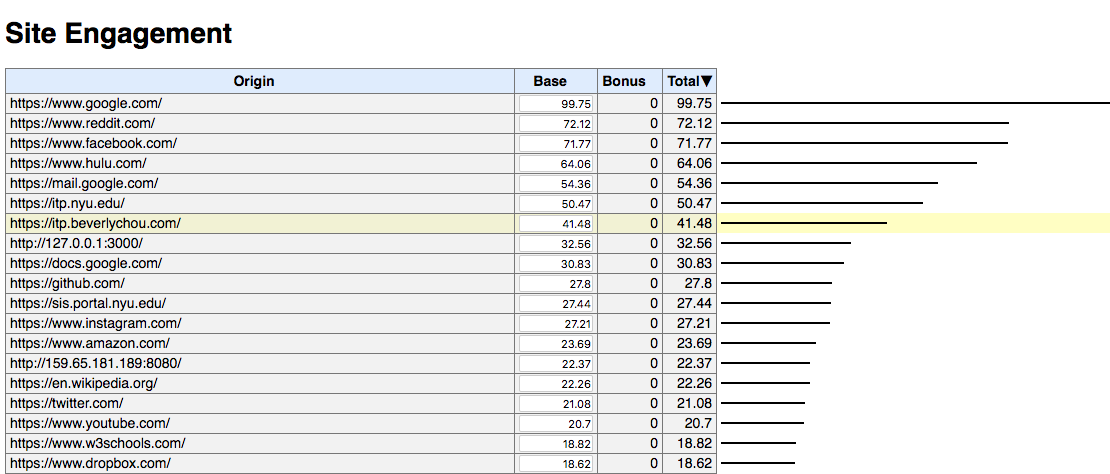 Site Engagement
Origin Base Bonus Total▼
https://www.google.com/ 99.75 0 99.75
https://www.reddit.com/ 72.12 0 72.12
https://www.facebook.com/ 71.77 0 71.77
https://www.hulu.com/ 64.06 0 64.06
https://mail.google.com/ 54.36 0 54.36
https://itp.nyu.edu/ 50.47 0 50.47
https://itp.beverlychou.com/ 41.48 0 41.48
http://127.0.0.1:3000/ 32.56 0 32.56
https://docs.google.com/ 30.83 0 30.83
https://github.com/ 27.8 0 27.8
https://sis.portal.nyu.edu/ 27.44 0 27.44
https://www.instagram.com/ 27.21 0 27.21
https://www.amazon.com/ 23.69 0 23.69
http://159.65.181.189:8080/ 22.37 0 22.37
https://en.wikipedia.org/ 22.26 0 22.26
https://twitter.com/ 21.08 0 21.08
https://www.youtube.com/ 20.7 0 20.7
https://www.w3schools.com/ 18.82 0 18.82
https://www.dropbox.com/ 18.62 0 18.62